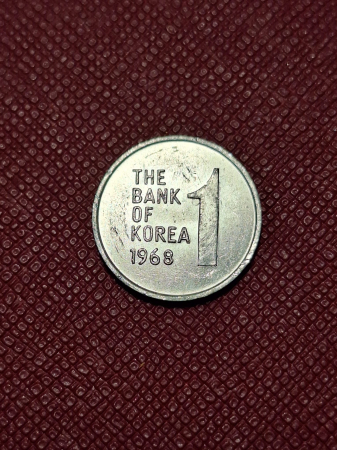 THE
BANK
OF
KOREA
1968
1